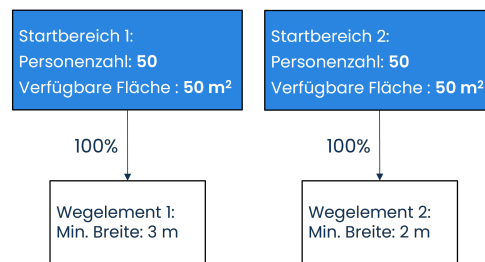 Startbereich 1:
Personenzahl: 50
Verfügbare Fläche : 50 m²
Startbereich 2:
Personenzahl: 50
Verfügbare Fläche : 50 m²
100%
100%
Wegelement 1:
Min. Breite: 3 m
Wegelement 2:
Min. Breite: 2 m